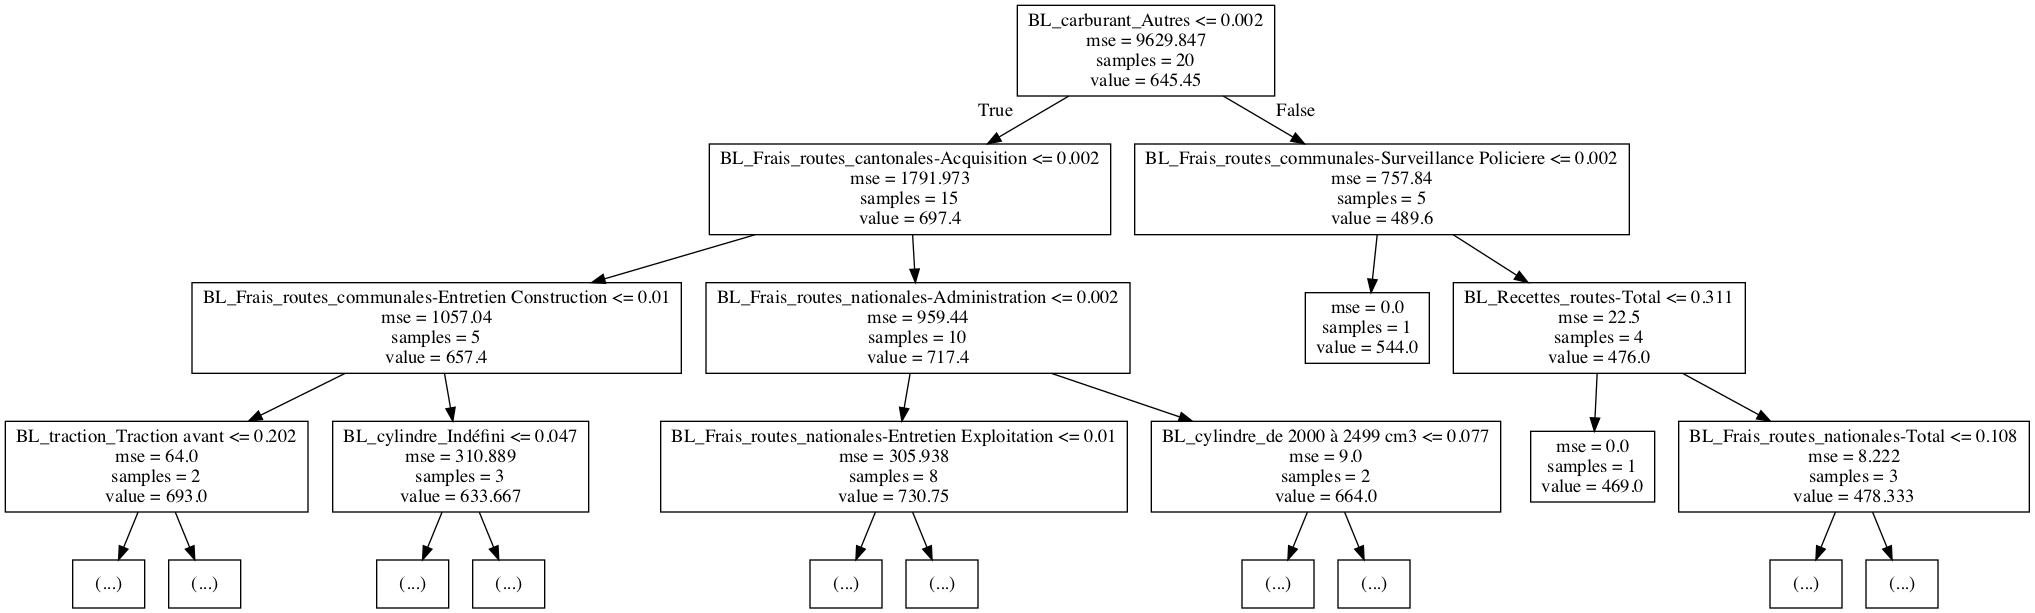 BL_carburant_Autres <= 0.002
mse = 9629.847
samples = 20
value = 645.45
True
False
BL_Frais_routes_cantonales-Acquisition <= 0.002
mse = 1791.973
samples = 15
value = 697.4
BL_Frais_routes_communales-Surveillance Policiere <= 0.002
mse = 757.84
samples = 5
value = 489.6
BL_Frais_routes_communales-Entretien Construction <= 0.01
mse = 1057.04
samples = 5
value = 657.4
BL_Frais_routes_nationales-Administration <= 0.002
mse = 959.44
samples = 10
value = 717.4
mse = 0.0
samples = 1
value = 544.0
BL_Recettes_routes-Total <= 0.311
mse = 22.5
samples = 4
value = 476.0
BL_traction_Traction avant <= 0.202
mse = 64.0
samples = 2
value = 693.0
BL_cylindre_Indéfini <= 0.047
mse = 310.889
samples = 3
value = 633.667
BL_Frais_routes_nationales-Entretien Exploitation <= 0.01
mse = 305.938
samples = 8
value = 730.75
BL_cylindre_de 2000 à 2499 cm3 <= 0.077
mse = 9.0
samples = 2
value = 664.0
mse = 0.0
samples = 1
value = 469.0
BL_Frais_routes_nationales-Total <= 0.108
mse = 8.222
samples = 3
value = 478.333
(...)
(...)
(...)
(...)
(...)
(...)
(...)
(...)
(...)
(...)